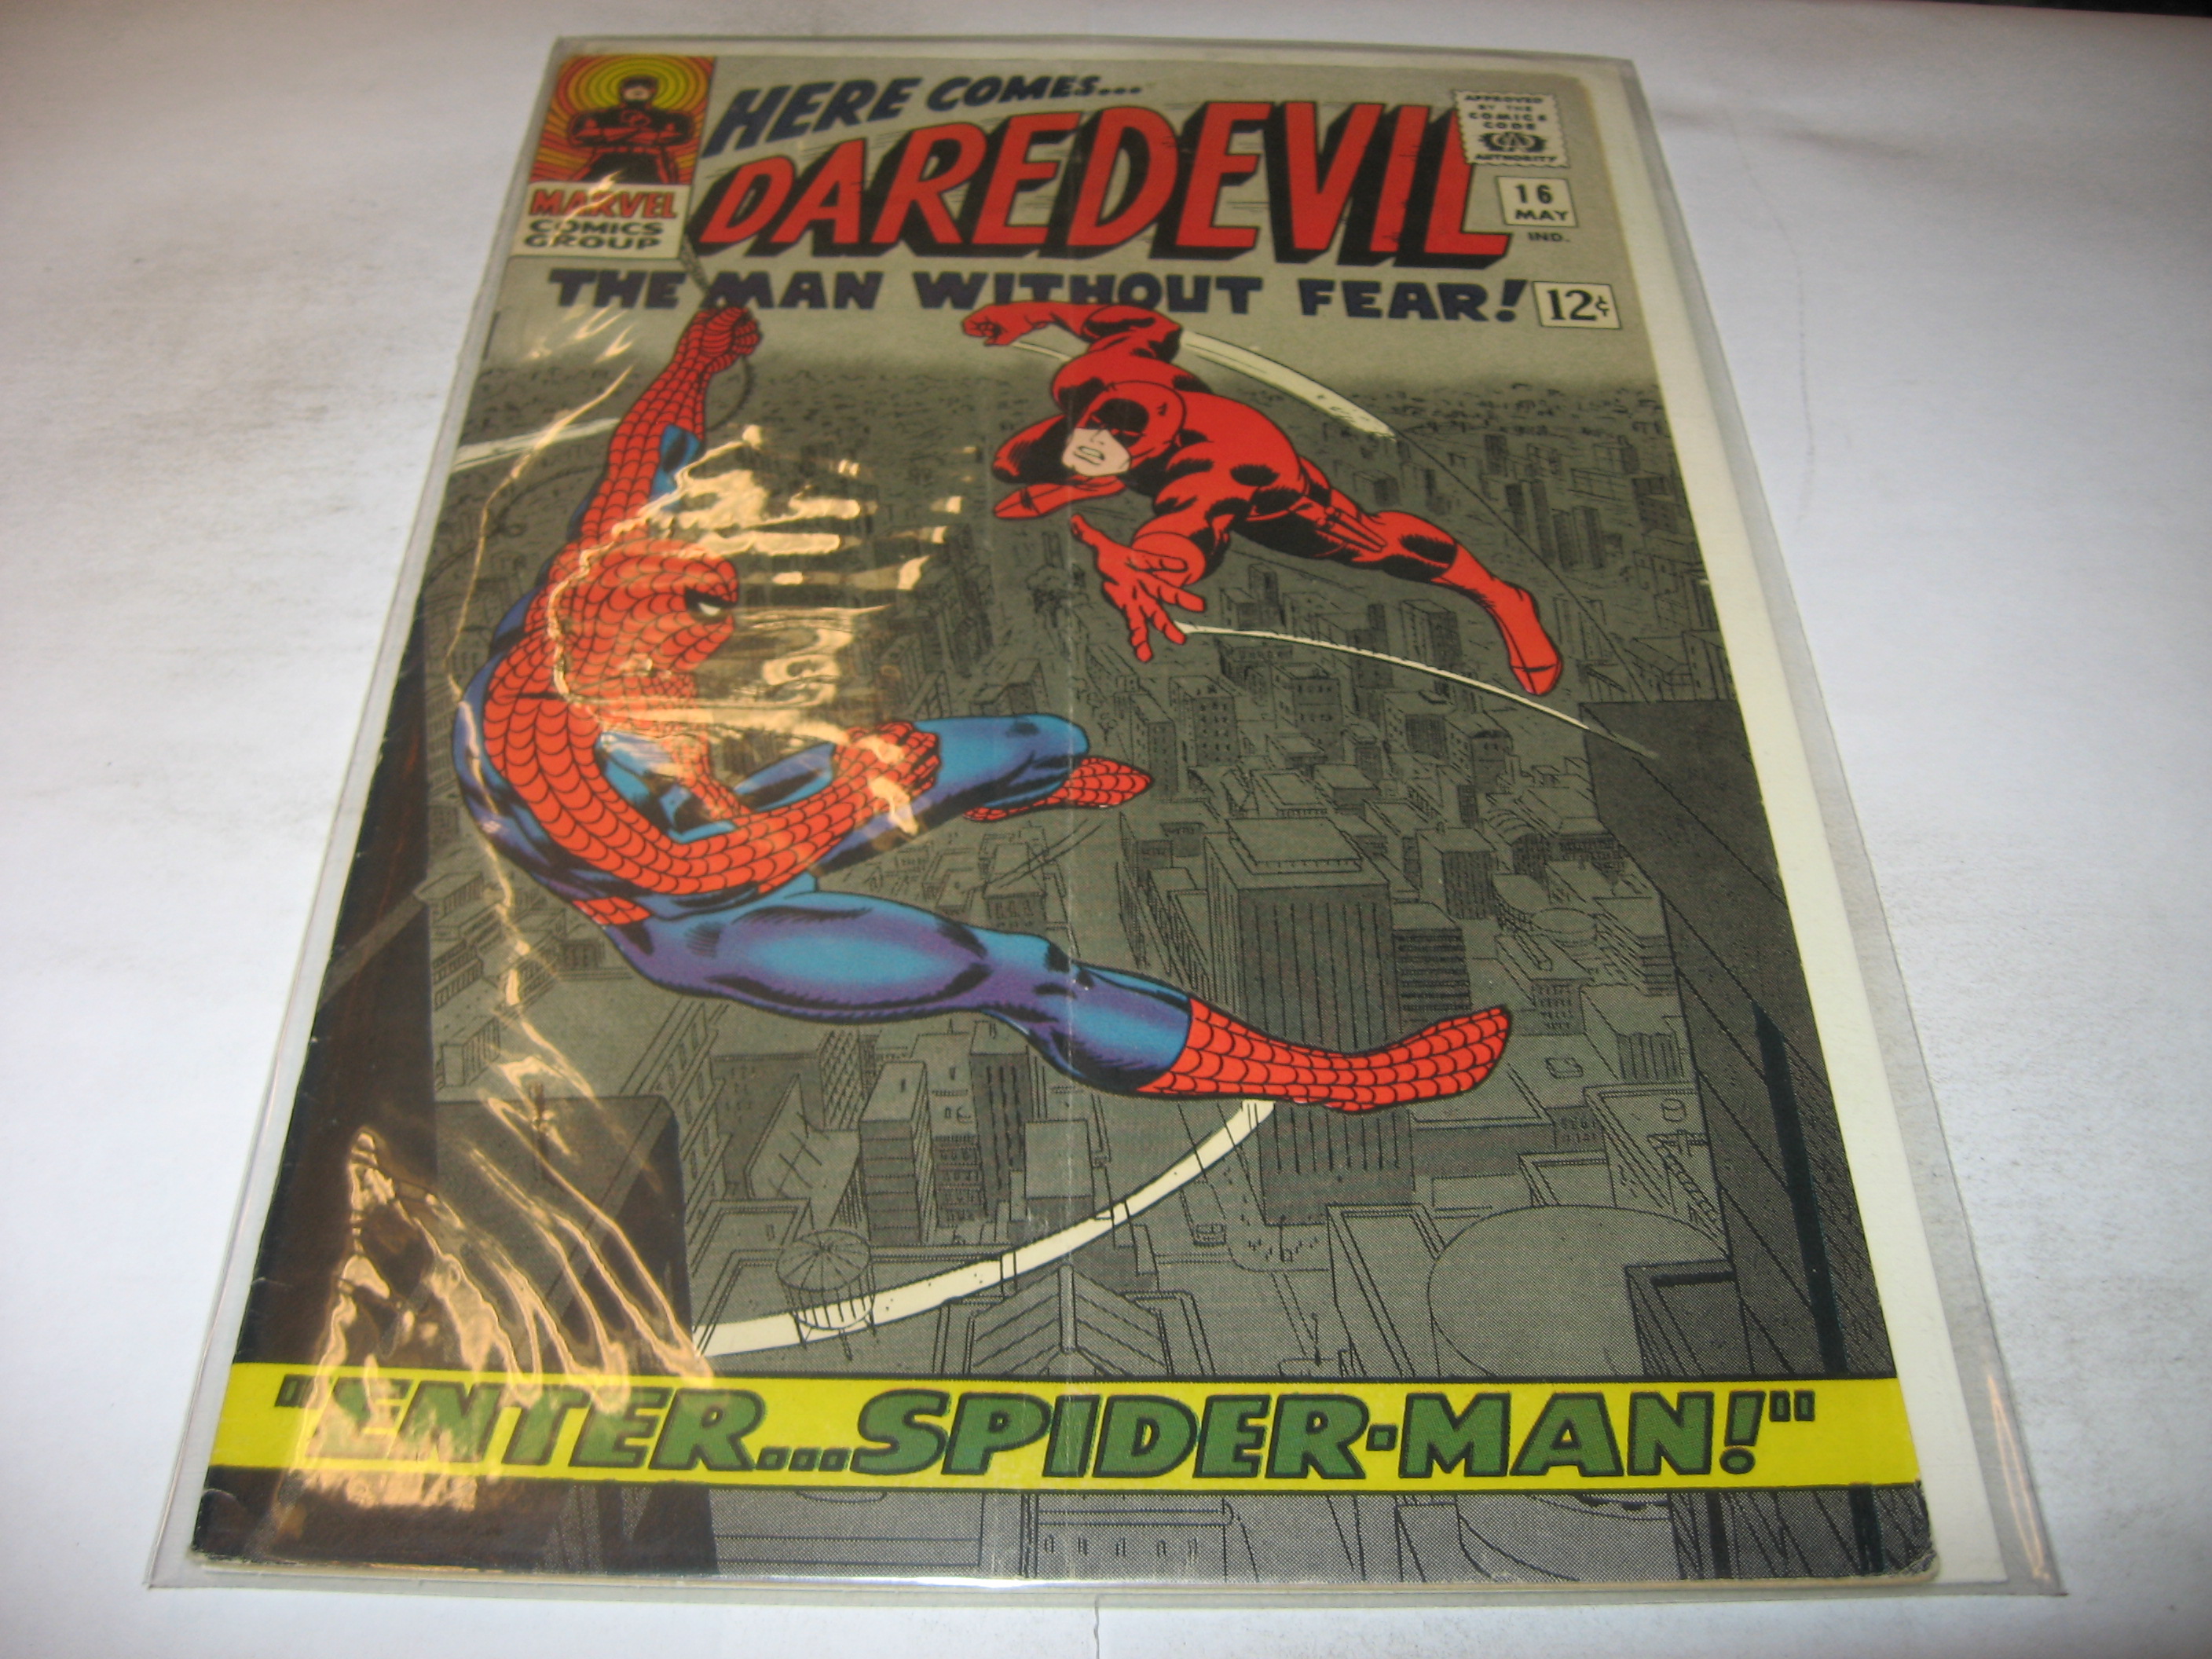 HERE COMES...
DAREDEVIL
THE MAN WITHOUT FEAR!
MARVEL
COMICS
GROUP
APPROVED
BY THE
COMICS
CODE
CA
AUTHORITY
16
MAY
IND.
12¢
"ENTER...SPIDER-MAN!"